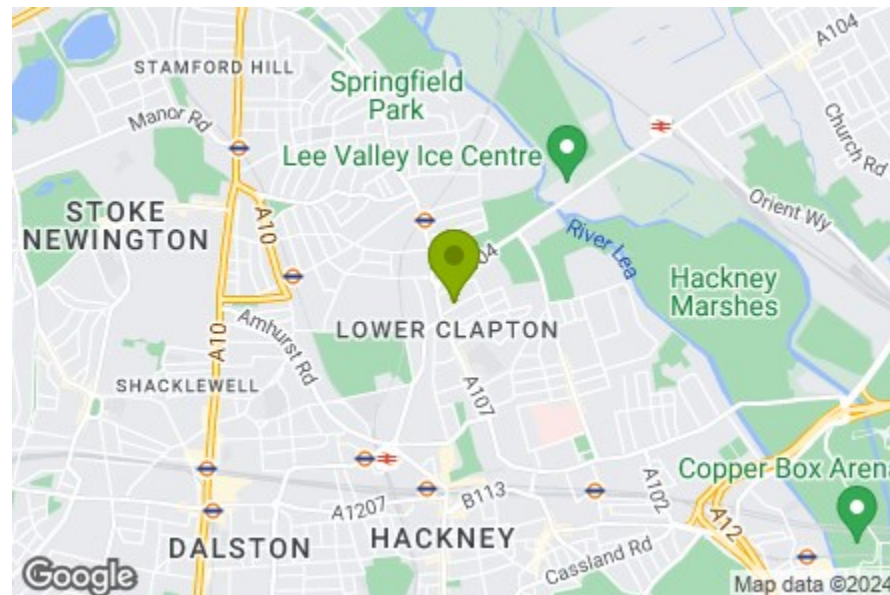 A104
STAMFORD HILL
Springfield
Park
Manor Rd
Church Rd
Lee Valley Ice Centre
Orient Wy
STOKE
NEWINGTON
A10
River Lea
04
Hackney
Marshes
LOWER CLAPTON
A10
Amhurst Rd
SHACKLEWELL
A107
Copper Box Arena
A102
B113
A1207
A12
HACKNEY
DALSTON
Cassland Rd
Google
Map data ©2024